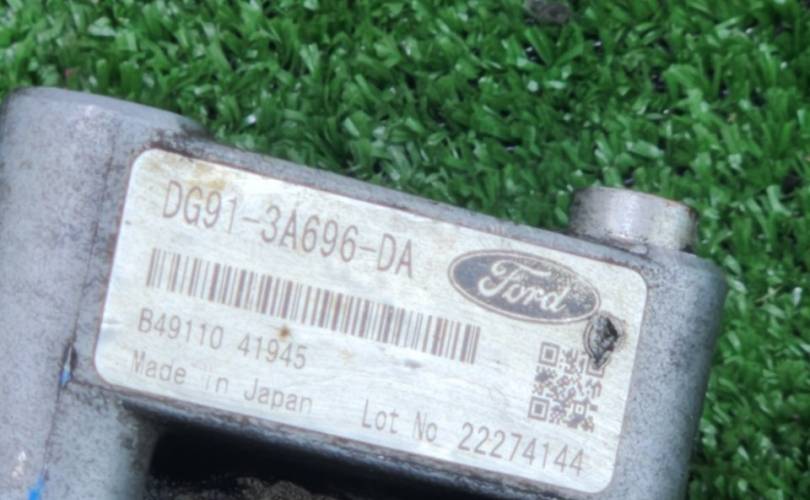 DG91-3A696-DA
Ford
B49110 41945
Made in Japan
Lot No 22274144